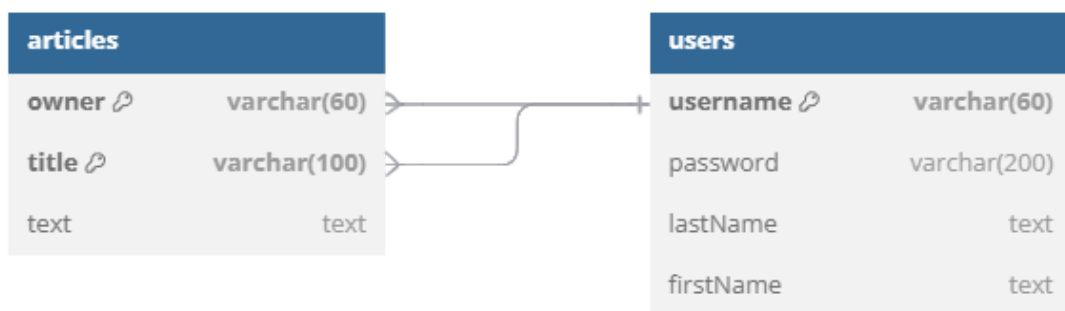 articles
owner varchar(60)
title varchar(100)
text text
users
username varchar(60)
password varchar(200)
lastName text
firstName text